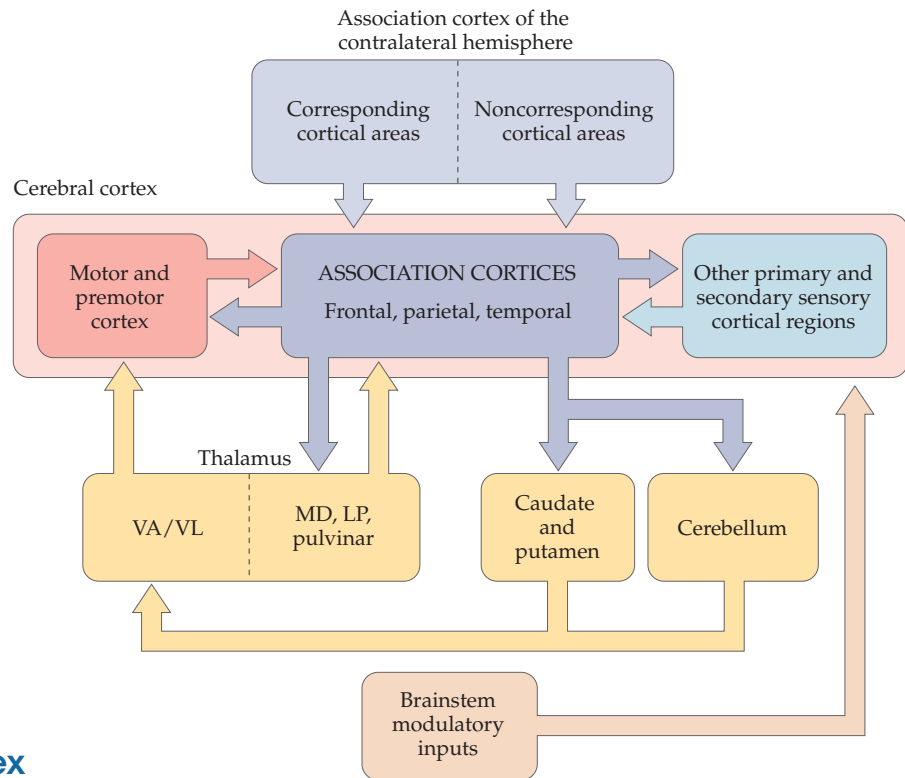 Association cortex of the
contralateral hemisphere
Corresponding
cortical areas
Noncorresponding
cortical areas
Cerebral cortex
Motor and
premotor
cortex
ASSOCIATION CORTICES
Frontal, parietal, temporal
Other primary and
secondary sensory
cortical regions
Thalamus
VA/VL
MD, LP,
pulvinar
Caudate
and
putamen
Cerebellum
Brainstem
modulatory
inputs
ex